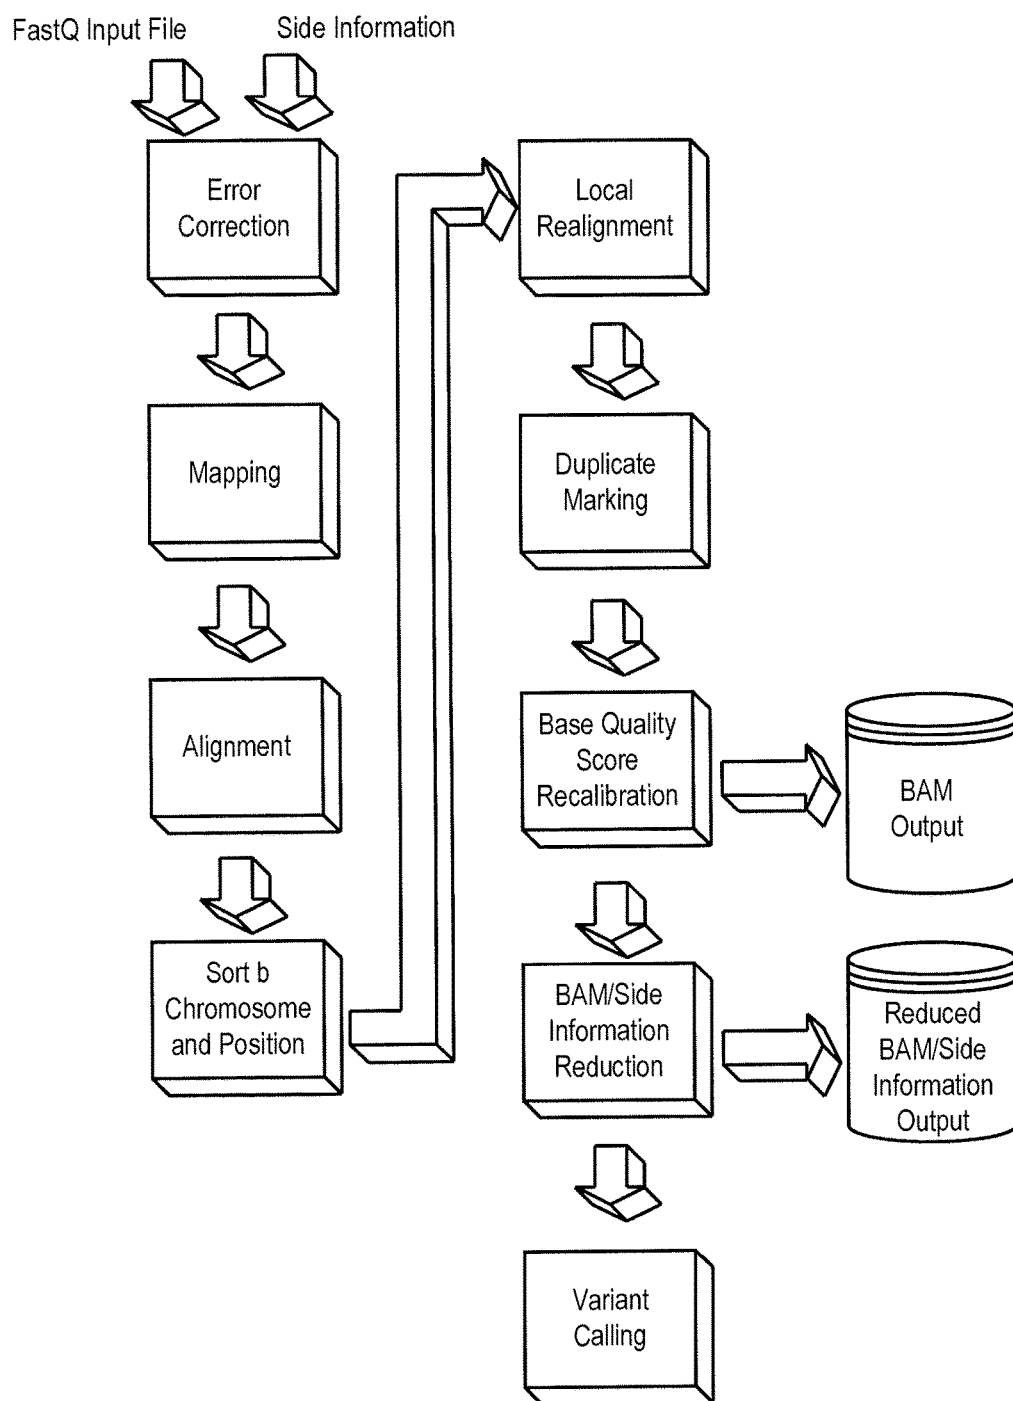 FastQ Input File
Side Information
Error
Correction
Mapping
Alignment
Sort b
Chromosome
and Position
Local
Realignment
Duplicate
Marking
Base Quality
Score
Recalibration
BAM
Output
BAM/Side
Information
Reduction
Reduced
BAM/Side
Information
Output
Variant
Calling